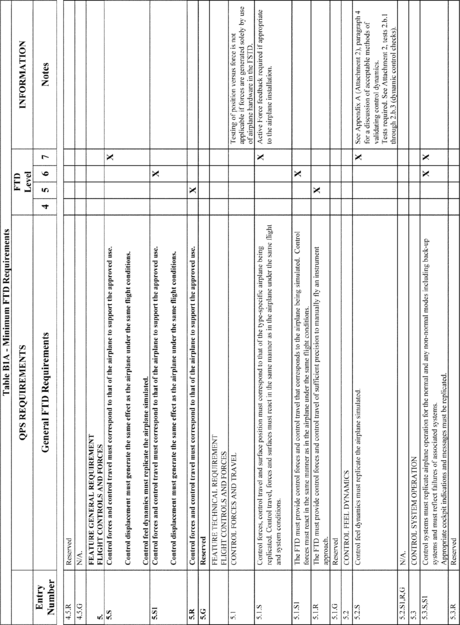 Table B1A - Minimum FTD Requirements
QPS REQUIREMENTS
FTD Level
INFORMATION
Entry Number
General FTD Requirements
4 5 6 7
Notes
4.5.R Reserved
4.5.G N/A.
5. FEATURE GENERAL REQUIREMENT
FLIGHT CONTROLS AND FORCES
5.S Control forces and control travel must correspond to that of the airplane to support the approved use. X
Control displacement must generate the same effect as the airplane under the same flight conditions.
Control feel dynamics must replicate the airplane simulated.
5.S1 Control forces and control travel must correspond to that of the airplane to support the approved use. X
Control displacement must generate the same effect as the airplane under the same flight conditions.
5.R Control forces and control travel must correspond to that of the airplane to support the approved use. X
5.G Reserved
FEATURE TECHNICAL REQUIREMENT
FLIGHT CONTROLS AND FORCES
5.1 CONTROL FORCES AND TRAVEL
Testing of position versus force is not
applicable if forces are generated solely by use
of airplane hardware in the FSTD.
5.1.S Control forces, control travel and surface position must correspond to that of the type-specific airplane being
replicated. Control travel, forces and surfaces must react in the same manner as in the airplane under the same flight
and system conditions.
X
Active Force feedback required if appropriate
to the airplane installation.
5.1.S1 The FTD must provide control forces and control travel that corresponds to the airplane being simulated. Control
forces must react in the same manner as in the airplane under the same flight conditions.
X
5.1.R The FTD must provide control forces and control travel of sufficient precision to manually fly an instrument
approach.
X
5.1.G Reserved
5.2 CONTROL FEEL DYNAMICS
5.2.S Control feel dynamics must replicate the airplane simulated. X
See Appendix A (Attachment 2), paragraph 4
for a discussion of acceptable methods of
validating control dynamics.
Tests required. See Attachment 2, tests 2.b.1
through 2.b.3 (dynamic control checks).
5.2.S1,R,G N/A.
5.3 CONTROL SYSTEM OPERATION
5.3.S,S1 Control systems must replicate airplane operation for the normal and any non-normal modes including back-up
systems and must reflect failures of associated systems.
Appropriate cockpit indications and messages must be replicated.
X X
5.3.R Reserved